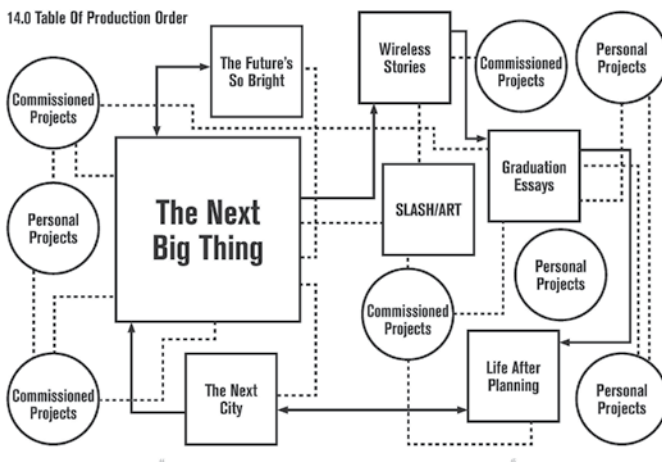 14.0 Table Of Production Order
The Future's
So Bright
Wireless
Stories
Commissioned
Projects
Personal
Projects
Commissioned
Projects
Graduation
Essays
The Next
Big Thing
SLASH/ART
Personal
Projects
Personal
Projects
Commissioned
Projects
Life After
Planning
Commissioned
Projects
The Next
City
Personal
Projects